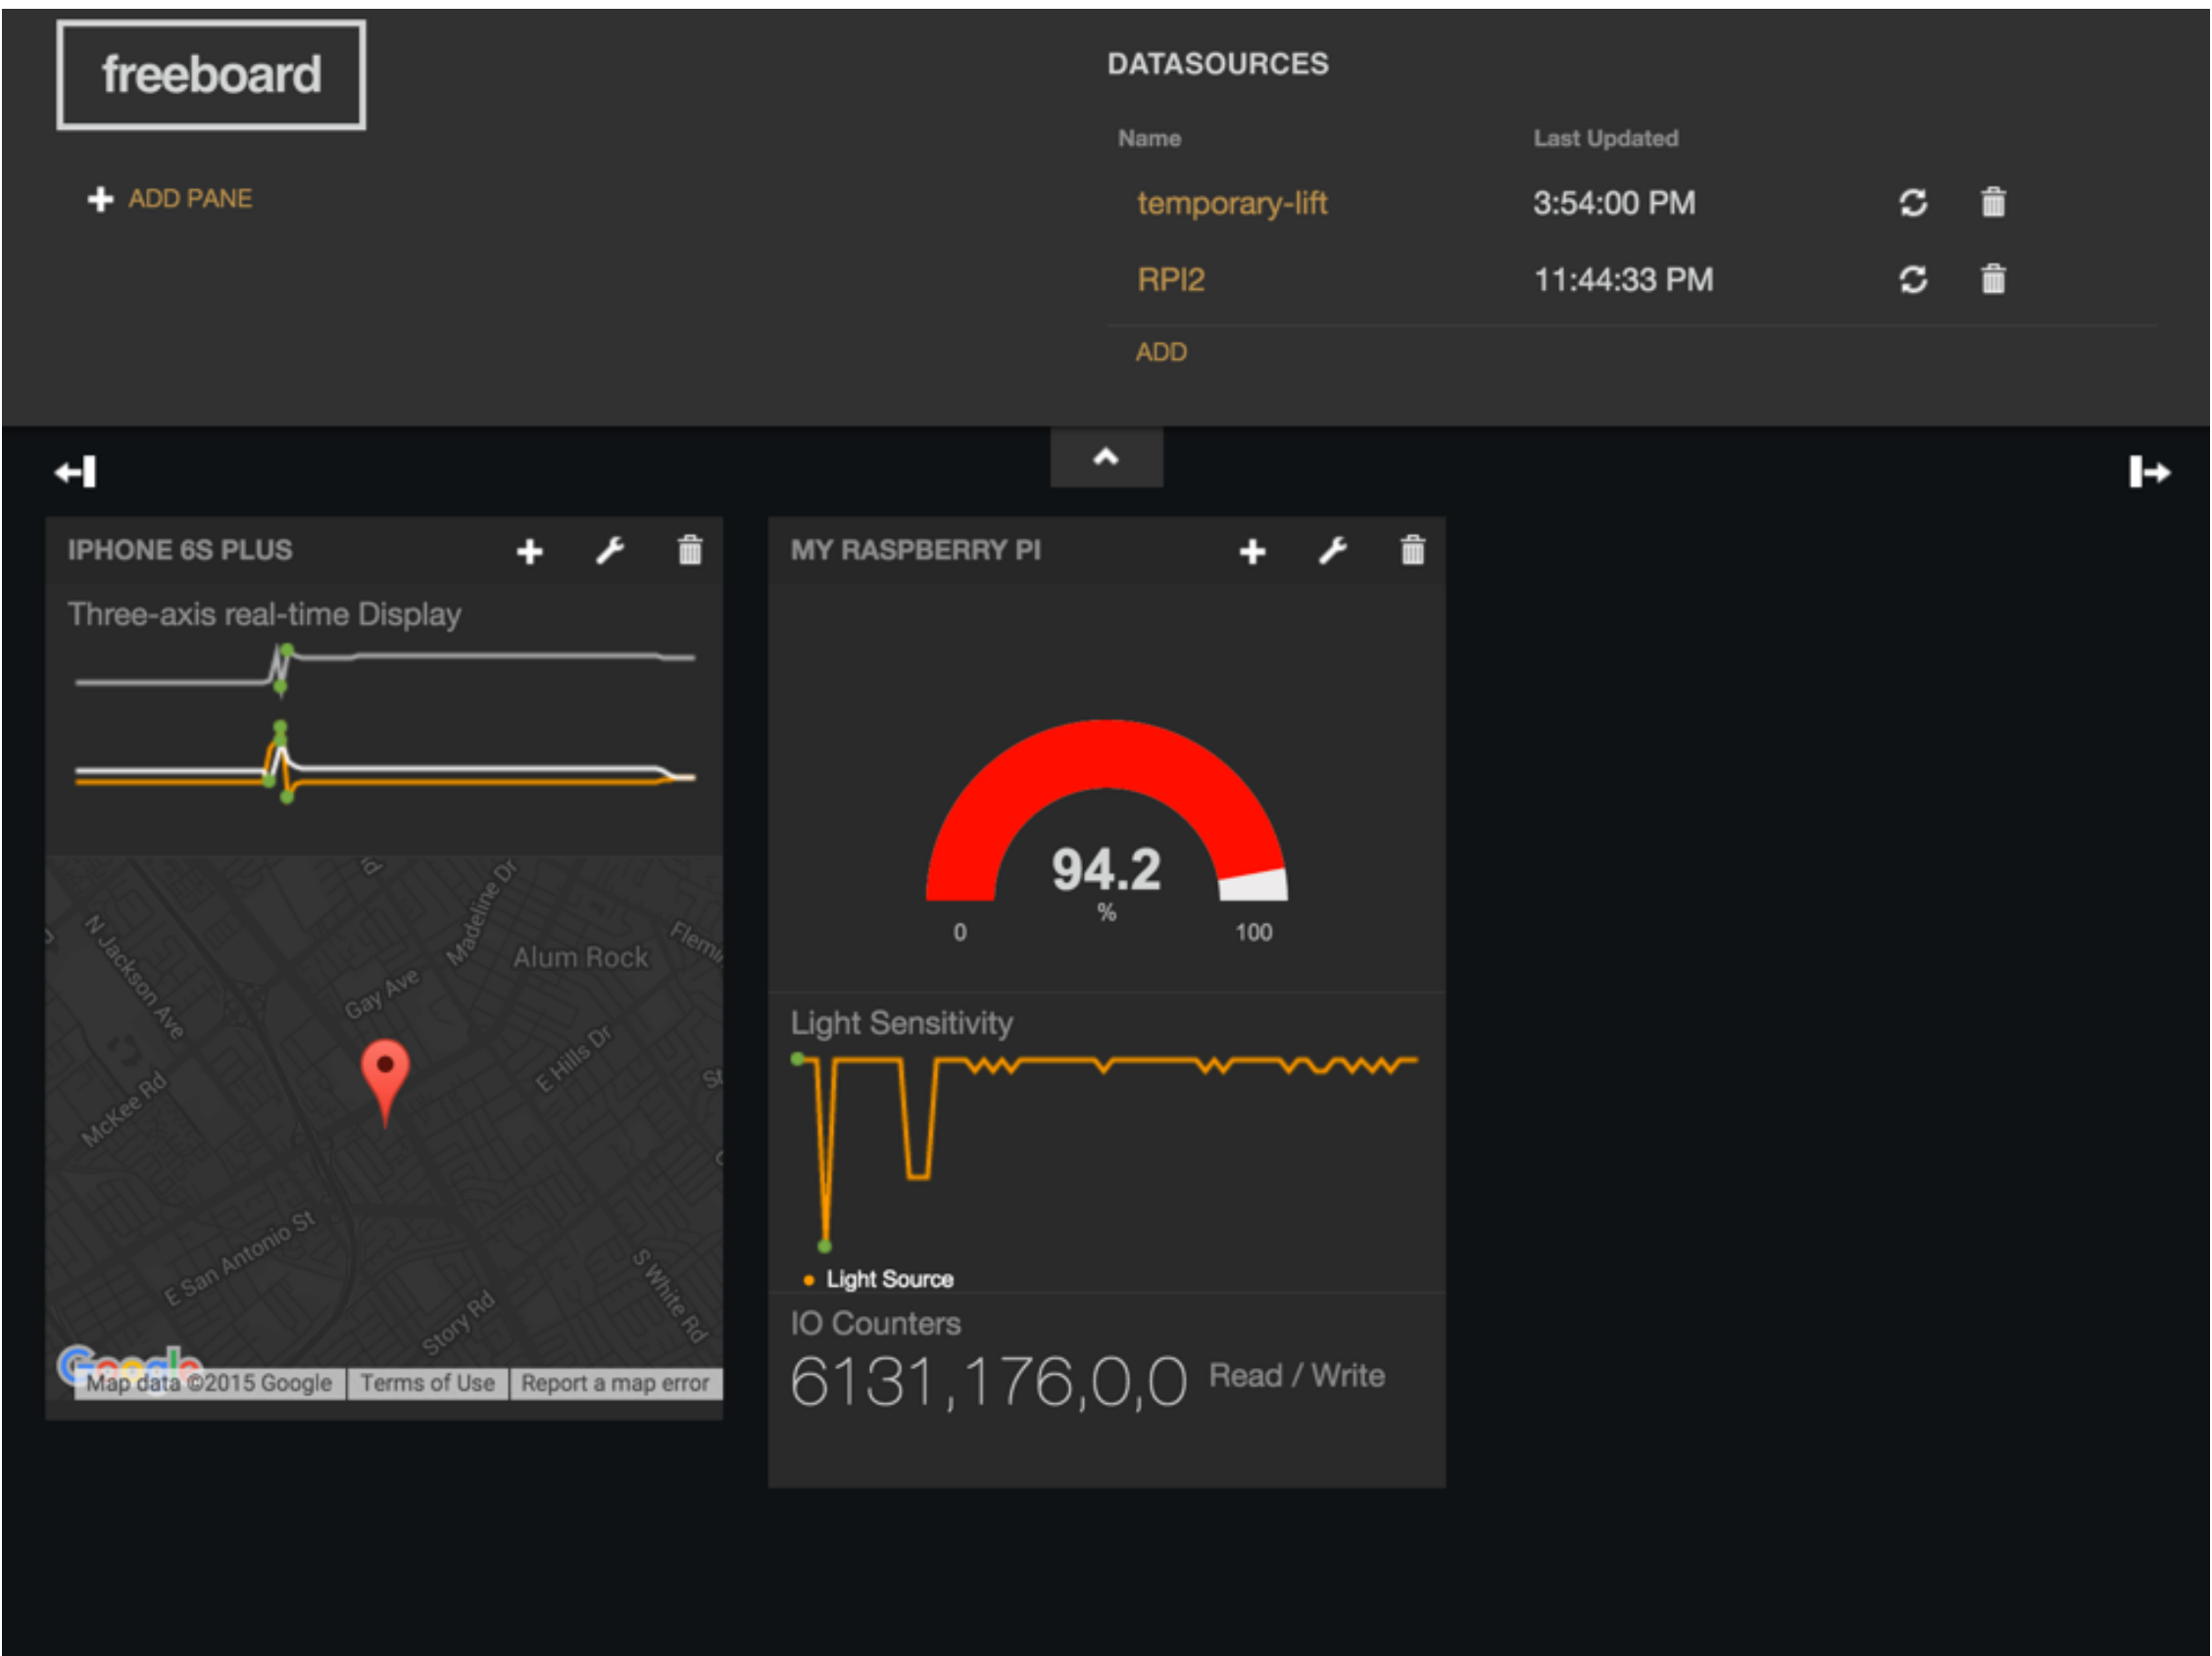 freeboard
DATASOURCES
Name Last Updated
ADD PANE
temporary-lift 3:54:00 PM
RPI2 11:44:33 PM
ADD
IPHONE 6S PLUS
Three-axis real-time Display
Madeline Dr
N Jackson Ave
Alum Rock
Gay Ave
E Hills Dr
McKee Rd
E San Antonio St
S White Rd
Story Rd
Google
Map data ©2015 Google Terms of Use Report a map error
MY RASPBERRY PI
94.2
%
0 100
Light Sensitivity
Light Source
IO Counters
6131,176,0,0 Read / Write